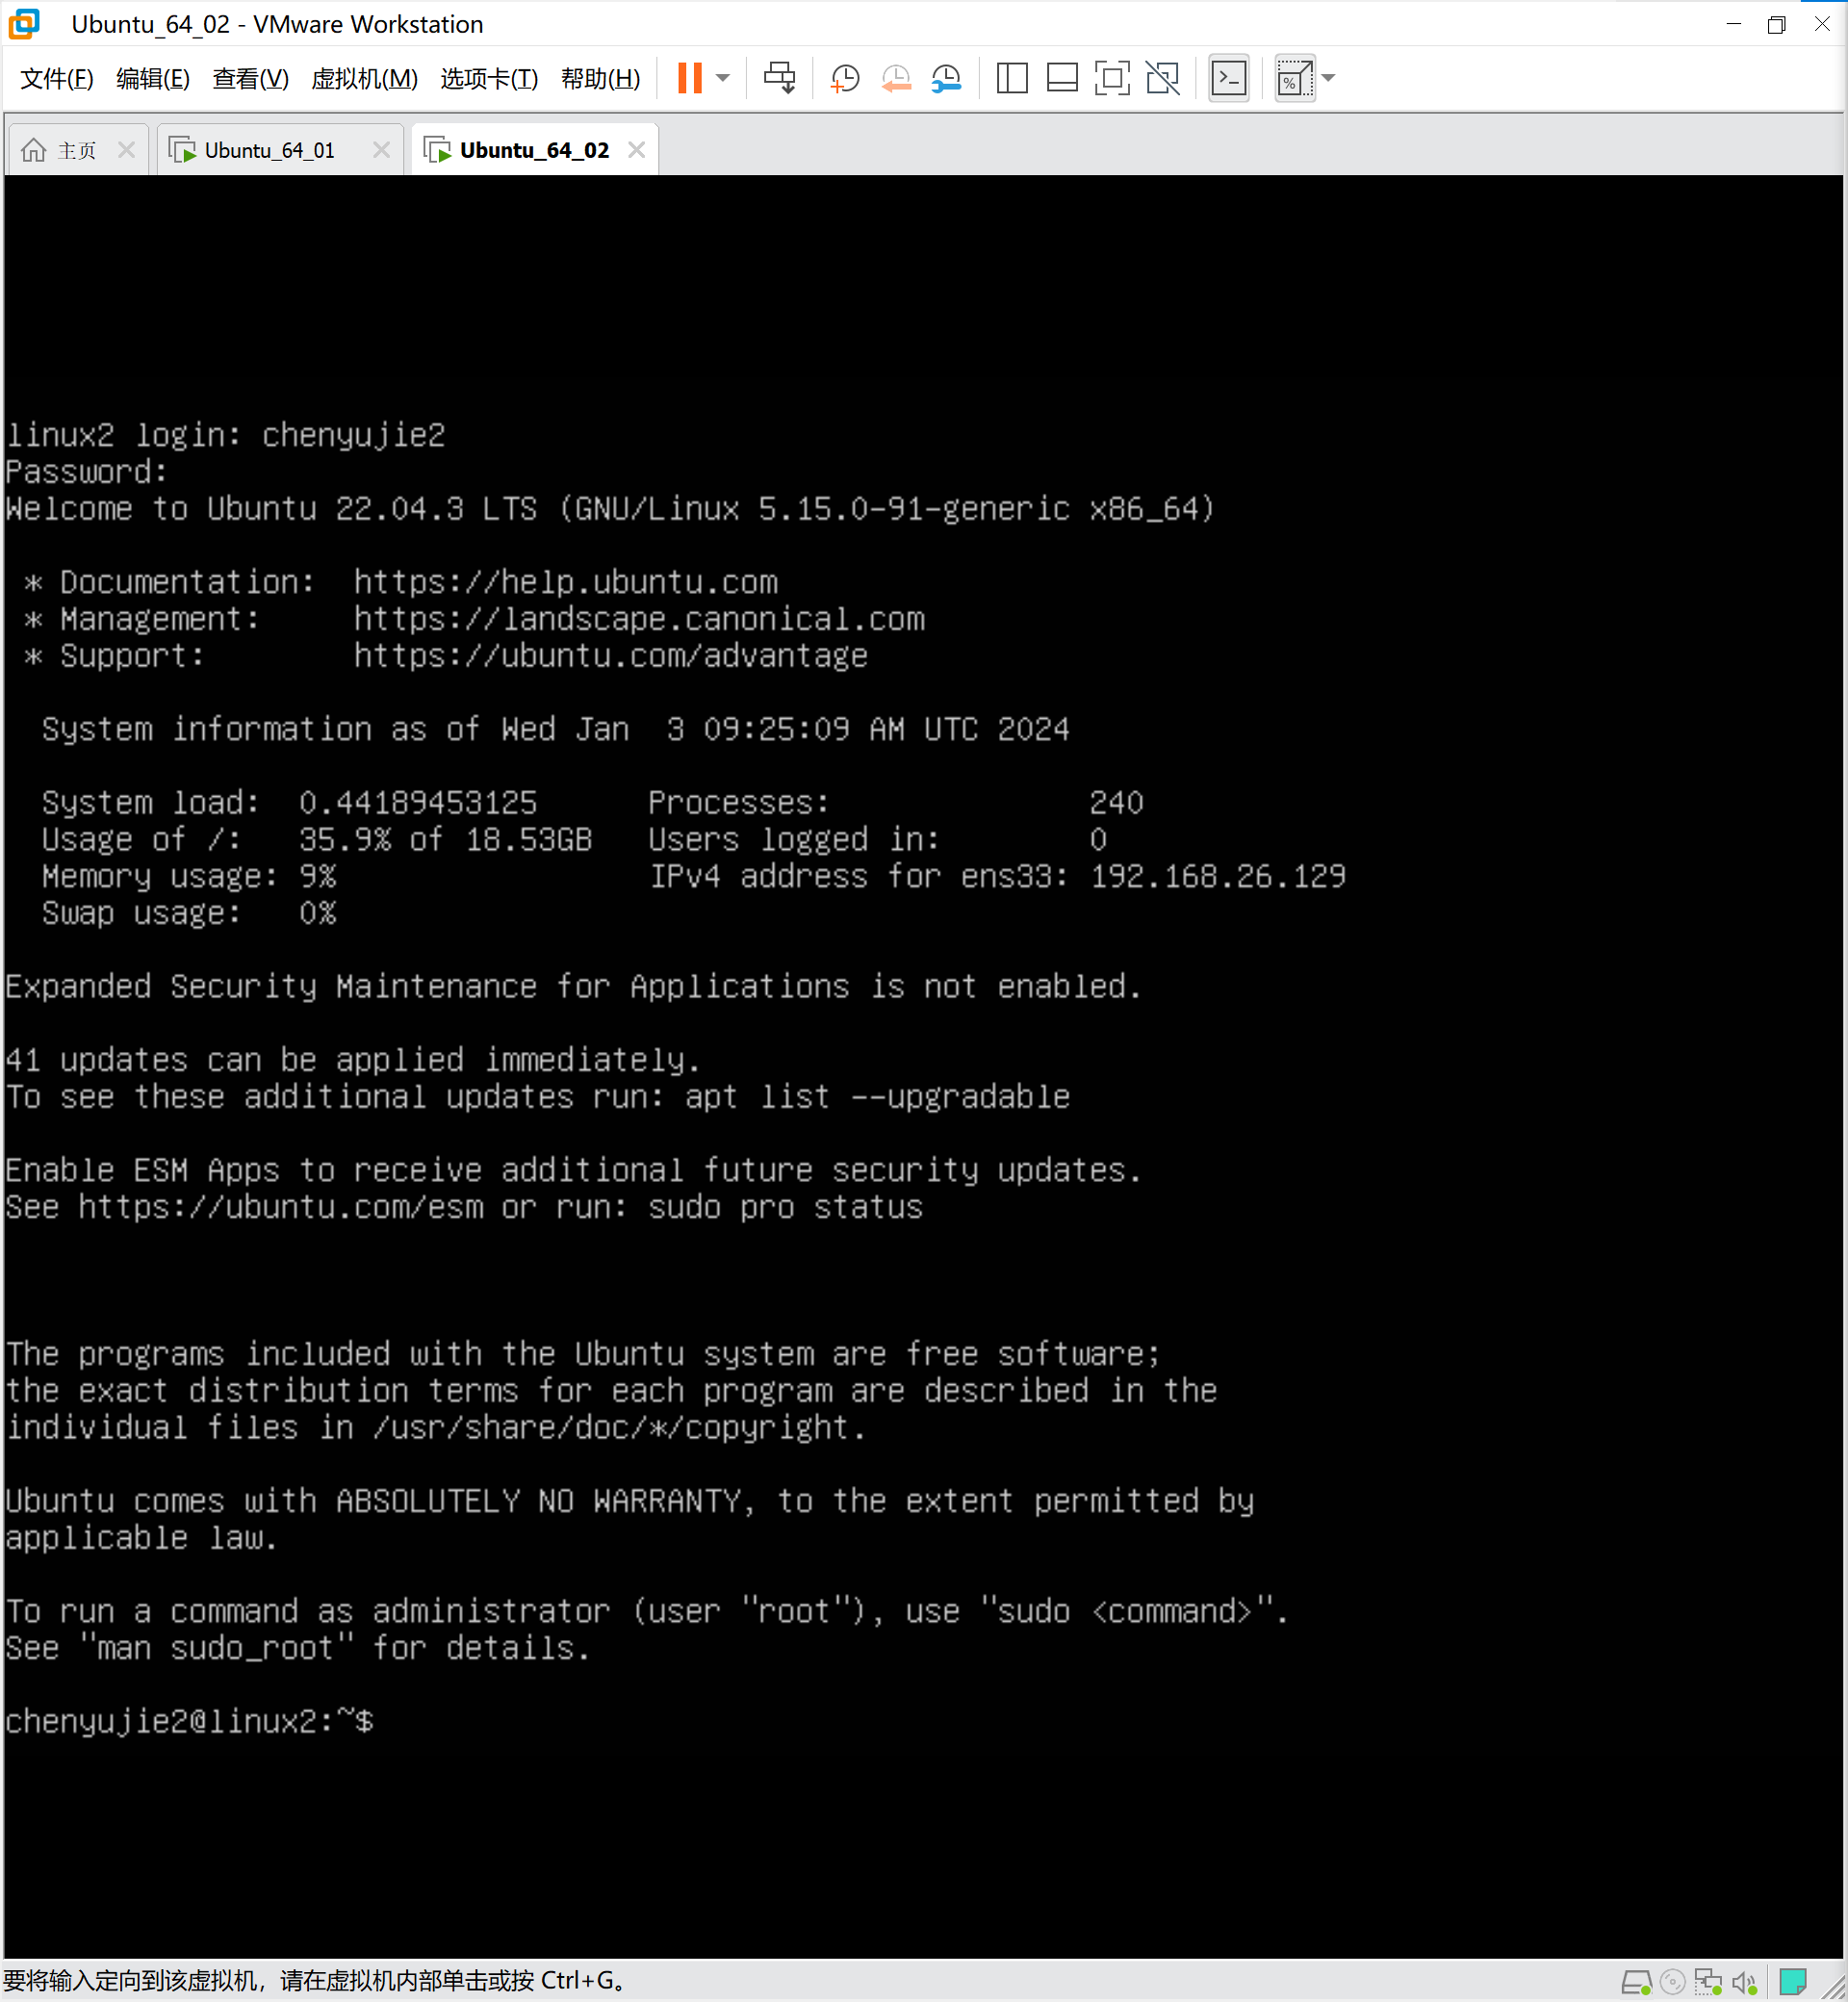 Ubuntu_64_02 - VMware Workstation
文件(F) 编辑(E) 查看(V) 虚拟机(M) 选项卡(T) 帮助(H)
主页 Ubuntu_64_01 Ubuntu_64_02
linux2 login: chenyujie2
Password:
Welcome to Ubuntu 22.04.3 LTS (GNU/Linux 5.15.0-91-generic x86_64)
* Documentation:  https://help.ubuntu.com
* Management:     https://landscape.canonical.com
* Support:        https://ubuntu.com/advantage
System information as of Wed Jan  3 09:25:09 AM UTC 2024
System load:  0.44189453125      Processes:              240
Usage of /:   35.9% of 18.53GB   Users logged in:        0
Memory usage: 9%                 IPv4 address for ens33: 192.168.26.129
Swap usage:   0%
Expanded Security Maintenance for Applications is not enabled.
41 updates can be applied immediately.
To see these additional updates run: apt list --upgradable
Enable ESM Apps to receive additional future security updates.
See https://ubuntu.com/esm or run: sudo pro status
The programs included with the Ubuntu system are free software;
the exact distribution terms for each program are described in the
individual files in /usr/share/doc/*/copyright.
Ubuntu comes with ABSOLUTELY NO WARRANTY, to the extent permitted by
applicable law.
To run a command as administrator (user "root"), use "sudo <command>".
See "man sudo_root" for details.
chenyujie2@linux2:~$
要将输入定向到该虚拟机，请在虚拟机内部单击或按 Ctrl+G。